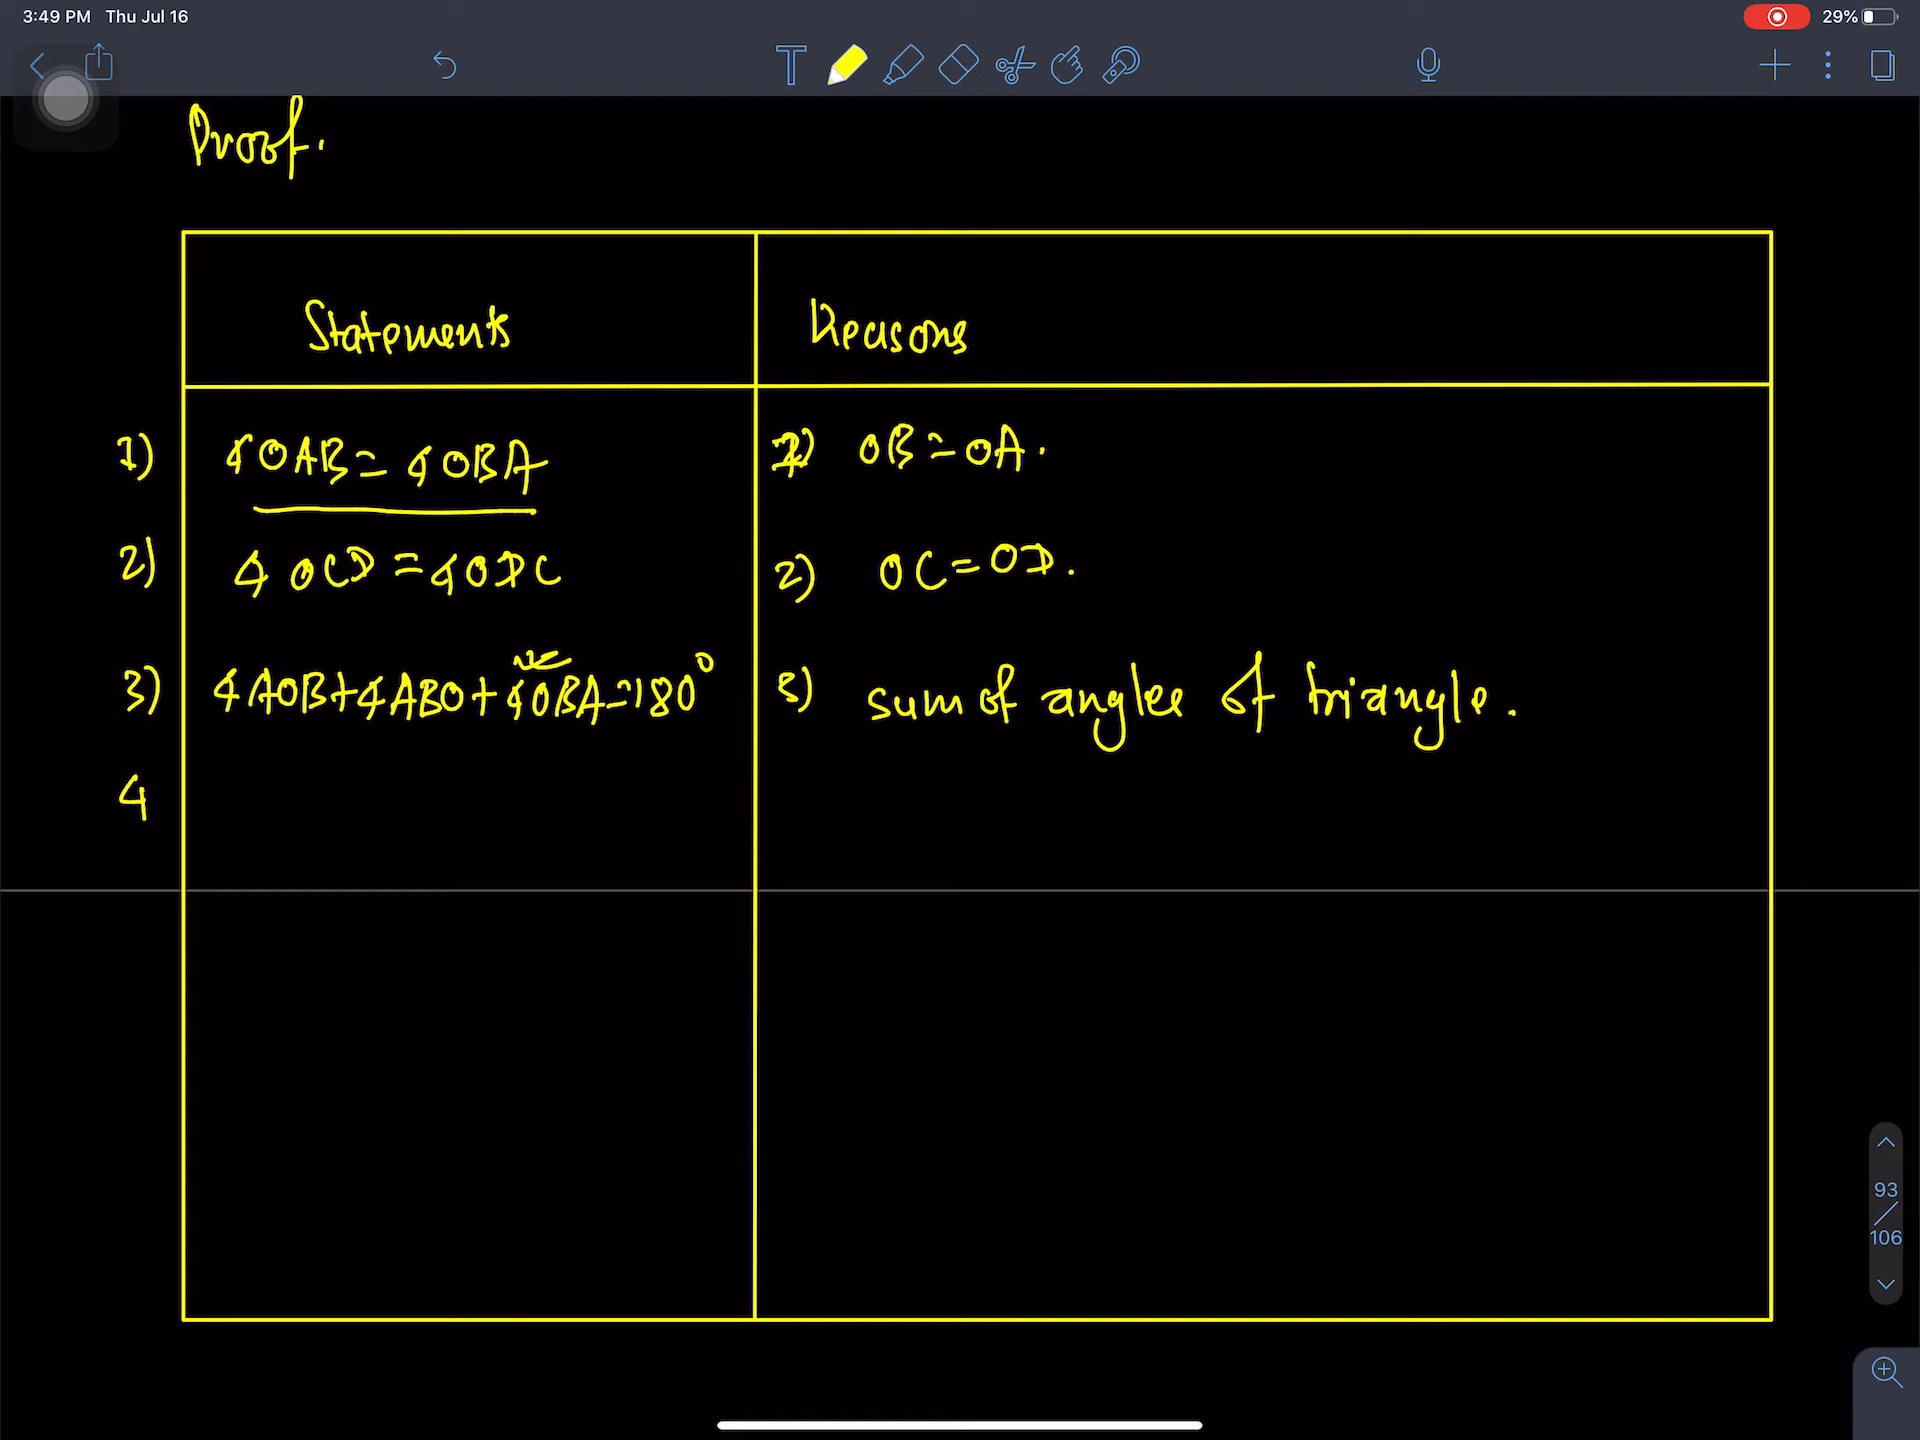 3:49 PM Thu Jul 16 29%
T
Proof.
Statements Reasons
1) ∢OAB = ∢OBA 1) OB = OA.
2) ∢OCD = ∢ODC 2) OC = OD.
3) ∢AOB + ∢ABO + ∢OBA = 180° 3) sum of angles of triangle.
4
93
/
106